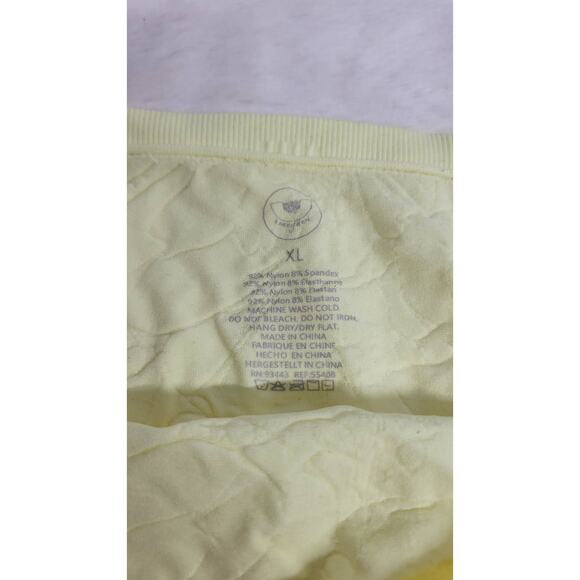 XL
92% Nylon 8% Spandex
92% Nylon 8% Elasthanne
92% Nylon 8% Elastan
92% Nylon 8% Elastano
MACHINE WASH COLD.
DO NOT BLEACH. DO NOT IRON.
HANG DRY/DRY FLAT.
MADE IN CHINA
FABRIQUE EN CHINE
HECHO EN CHINA
HERGESTELLT IN CHINA
RN:93443 REF:55408